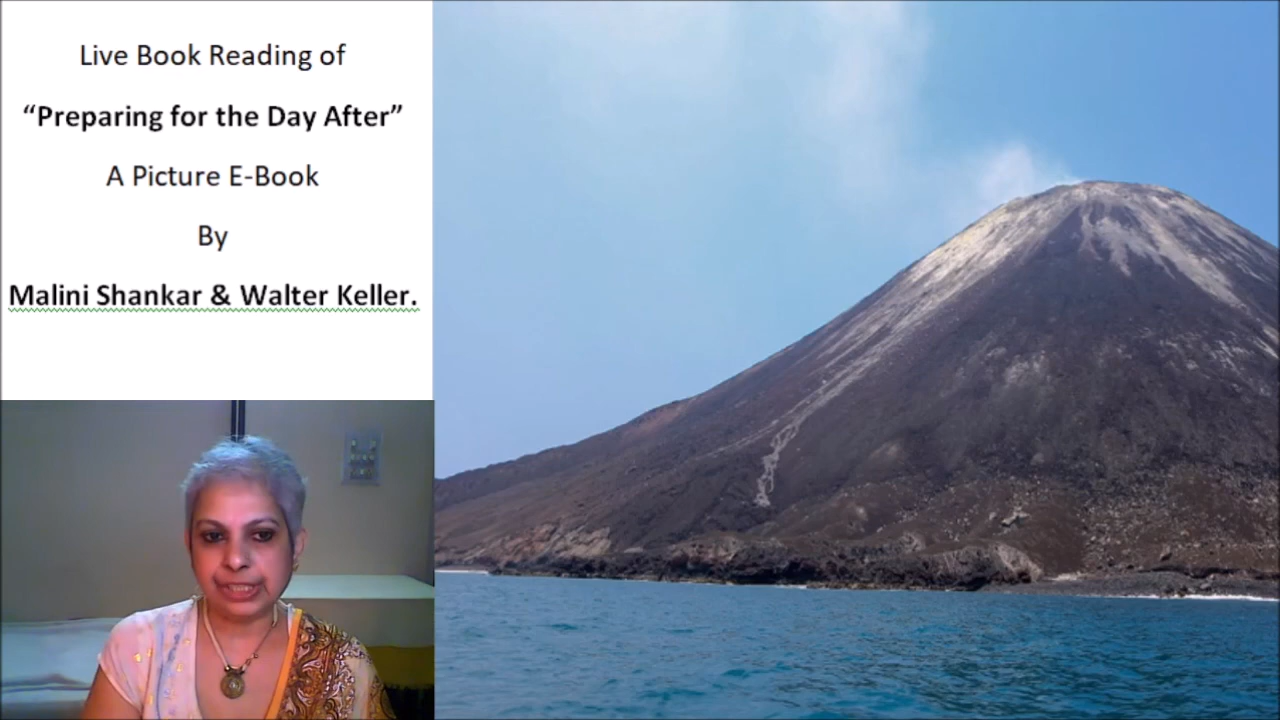 Live Book Reading of
“Preparing for the Day After”
A Picture E-Book
By
Malini Shankar & Walter Keller.